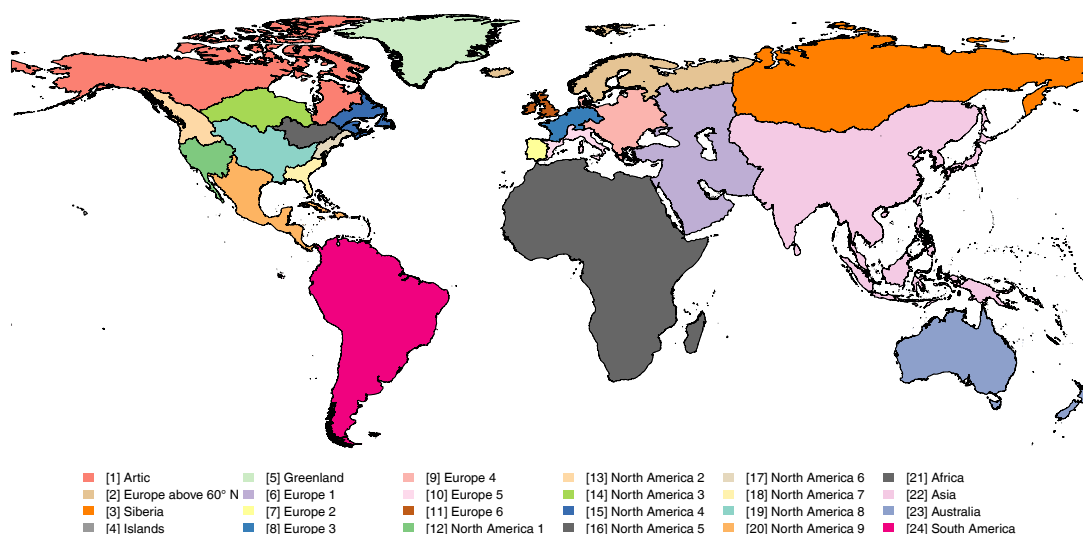 [1] Artic [5] Greenland [9] Europe 4 [13] North America 2 [17] North America 6 [21] Africa
[2] Europe above 60° N [6] Europe 1 [10] Europe 5 [14] North America 3 [18] North America 7 [22] Asia
[3] Siberia [7] Europe 2 [11] Europe 6 [15] North America 4 [19] North America 8 [23] Australia
[4] Islands [8] Europe 3 [12] North America 1 [16] North America 5 [20] North America 9 [24] South America